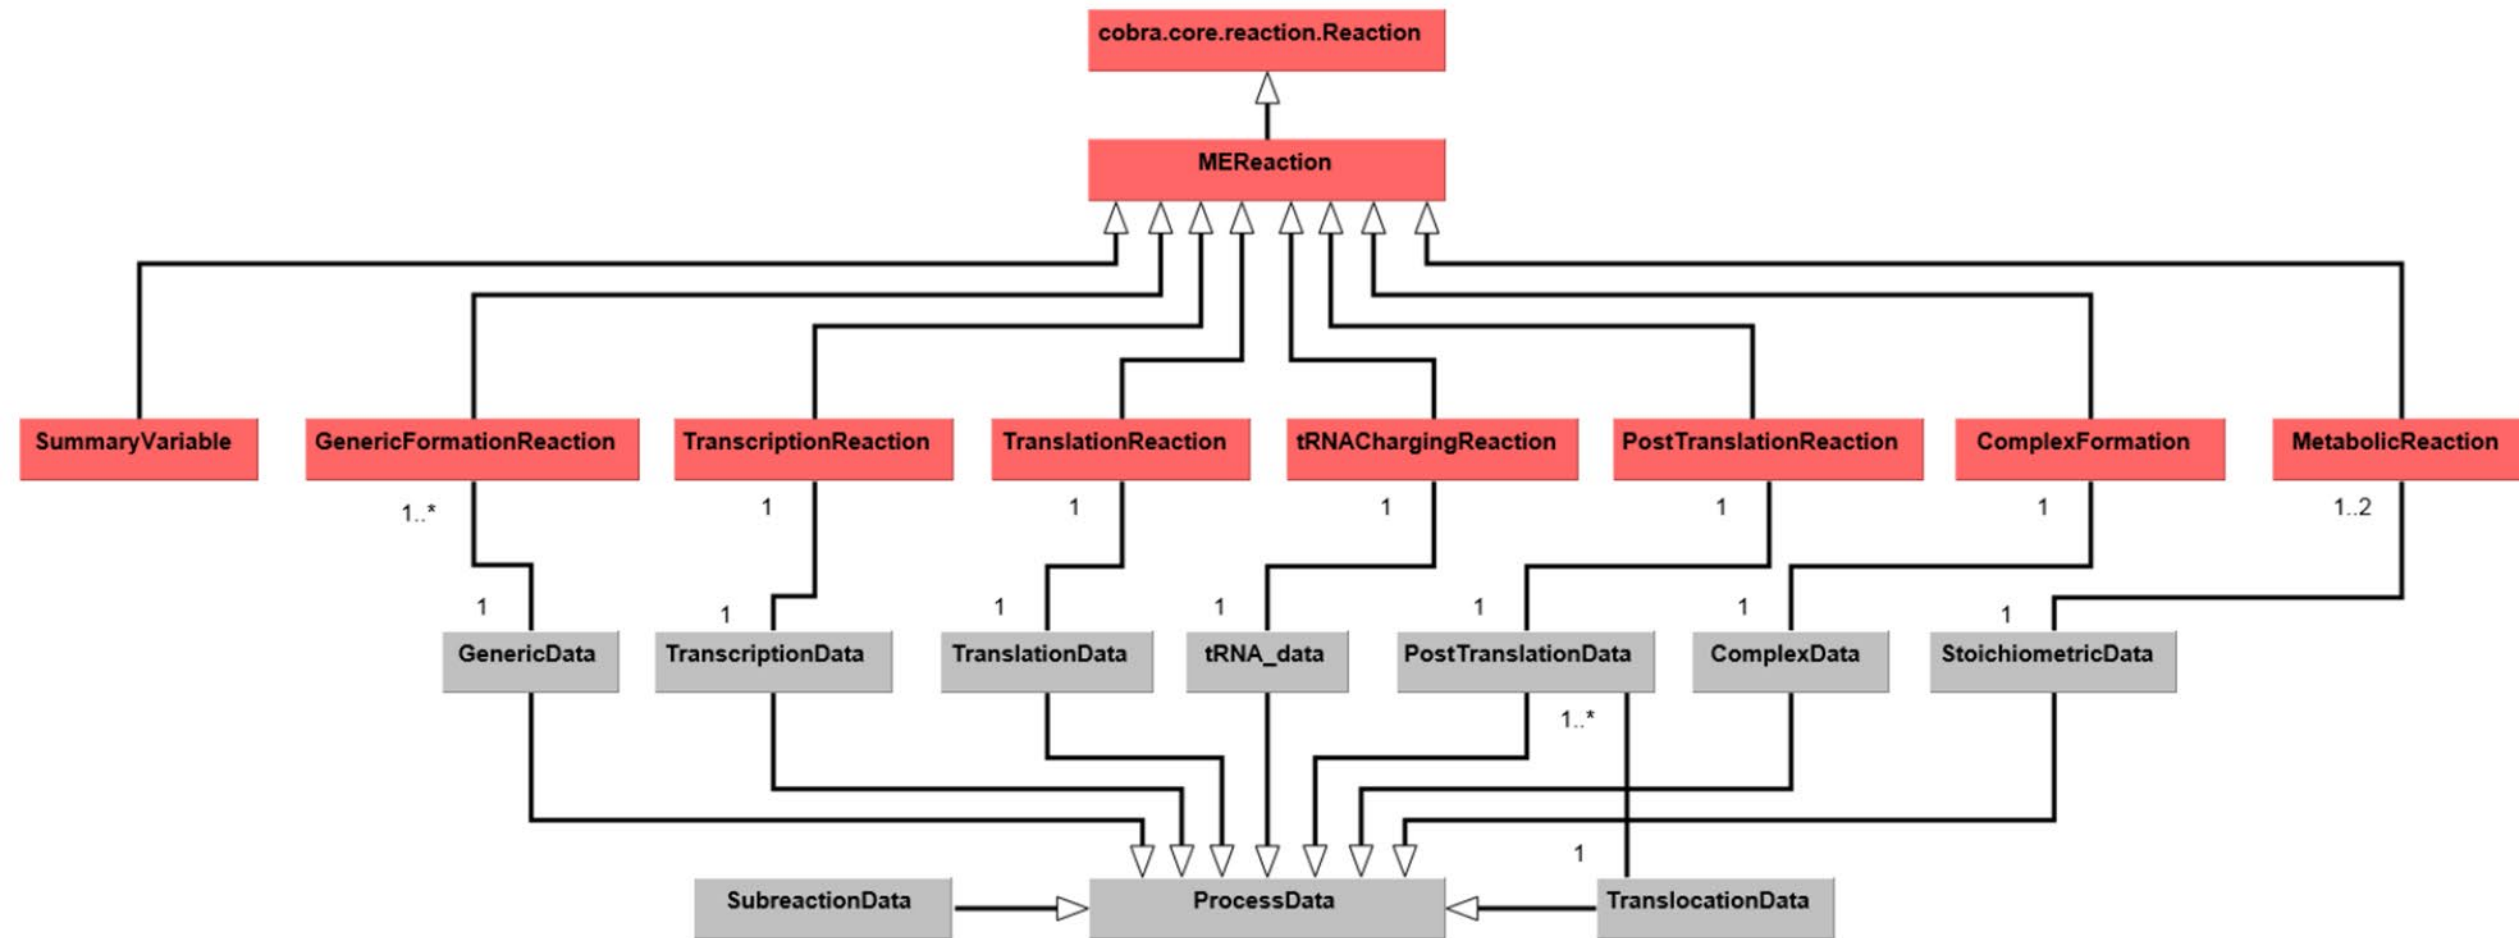 cobra.core.reaction.Reaction
MEReaction
SummaryVariable
GenericFormationReaction
TranscriptionReaction
TranslationReaction
tRNAChargingReaction
PostTranslationReaction
ComplexFormation
MetabolicReaction
1..*
1
1
1
1
1
1..2
1
1
1
1
1
1
1
GenericData
TranscriptionData
TranslationData
tRNA_data
PostTranslationData
ComplexData
StoichiometricData
1..*
1
SubreactionData
ProcessData
TranslocationData